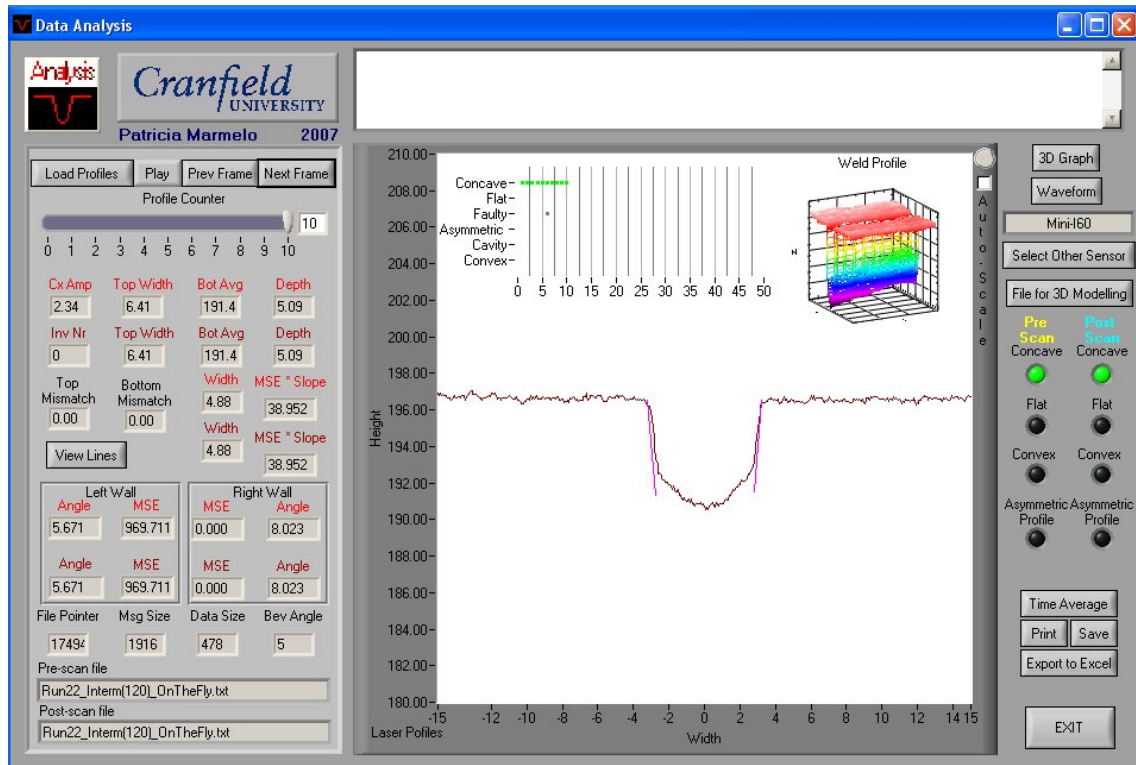 Data Analysis
Analysis
Cranfield
UNIVERSITY
Patricia Marmelo 2007
Load Profiles Play Prev Frame Next Frame
Profile Counter
10
0 1 2 3 4 5 6 7 8 9 10
Cx Amp Top Width Bot Avg Depth
2.34 6.41 191.4 5.09
Inv Nr Top Width Bot Avg Depth
0 6.41 191.4 5.09
Top Mismatch Bottom Mismatch Width MSE * Slope
0.00 0.00 4.88 38.952
Width MSE * Slope
4.88 38.952
View Lines
Left Wall Right Wall
Angle MSE MSE Angle
5.671 969.711 0.000 8.023
Angle MSE MSE Angle
5.671 969.711 0.000 8.023
File Pointer Msg Size Data Size Bev Angle
1749 1916 478 5
Pre-scan file
Run22_Interm(120)_OnTheFly.txt
Post-scan file
Run22_Interm(120)_OnTheFly.txt
210.00
208.00
206.00
204.00
202.00
200.00
198.00
196.00
194.00
192.00
190.00
188.00
186.00
184.00
182.00
180.00
Height
-15 -12 -10 -8 -6 -4 -2 0 2 4 6 8 10 12 14 15
Laser Pofiles
Width
Concave
Flat
Faulty
Asymmetric
Cavity
Convex
0 5 10 15 20 25 30 35 40 45 50
Weld Profile
Z
Auto-Scale
3D Graph
Waveform
Mini-I60
Select Other Sensor
File for 3D Modelling
Pre Scan Post Scan
Concave Concave
Flat Flat
Convex Convex
Asymmetric Profile Asymmetric Profile
Time Average
Print Save
Export to Excel
EXIT